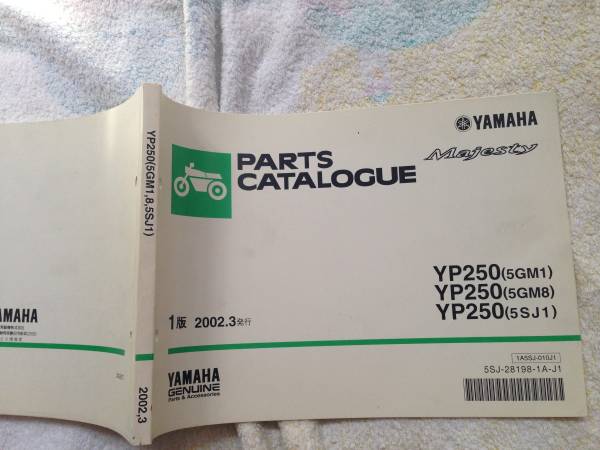 YAMAHA
Majesty
PARTS
CATALOGUE
YP250(5GM1)
YP250(5GM8)
YP250(5SJ1)
1版 2002.3発行
1A5SJ-010J1
5SJ-28198-1A-J1
YAMAHA
GENUINE
Parts & Accessories
YP250(5GM1,8,5SJ1)
2002,3
AMAHA